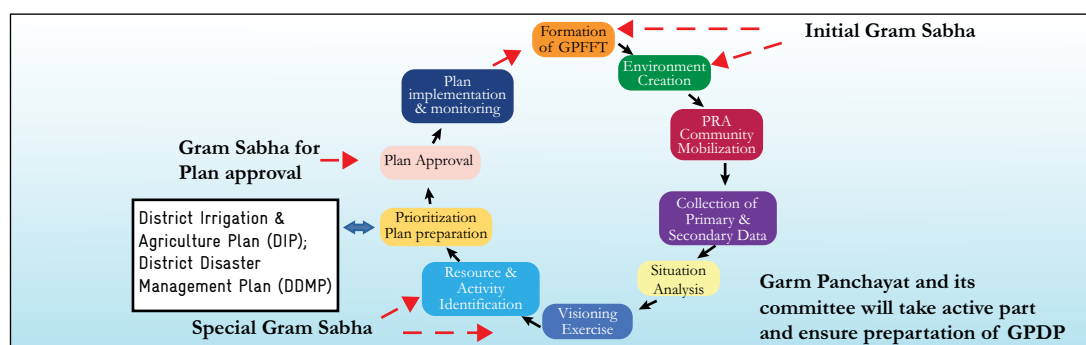 Formation
of GPFFT
Initial Gram Sabha
Environment
Creation
Plan
implementation
& monitoring
PRA
Community
Mobilization
Gram Sabha for
Plan approval
Plan Approval
Collection of
Primary &
Secondary Data
District Irrigation &
Agriculture Plan (DIP);
District Disaster
Management Plan (DDMP)
Prioritization
Plan preparation
Situation
Analysis
Resource &
Activity
Identification
Garm Panchayat and its
committee will take active part
and ensure prepartation of GPDP
Visioning
Exercise
Special Gram Sabha